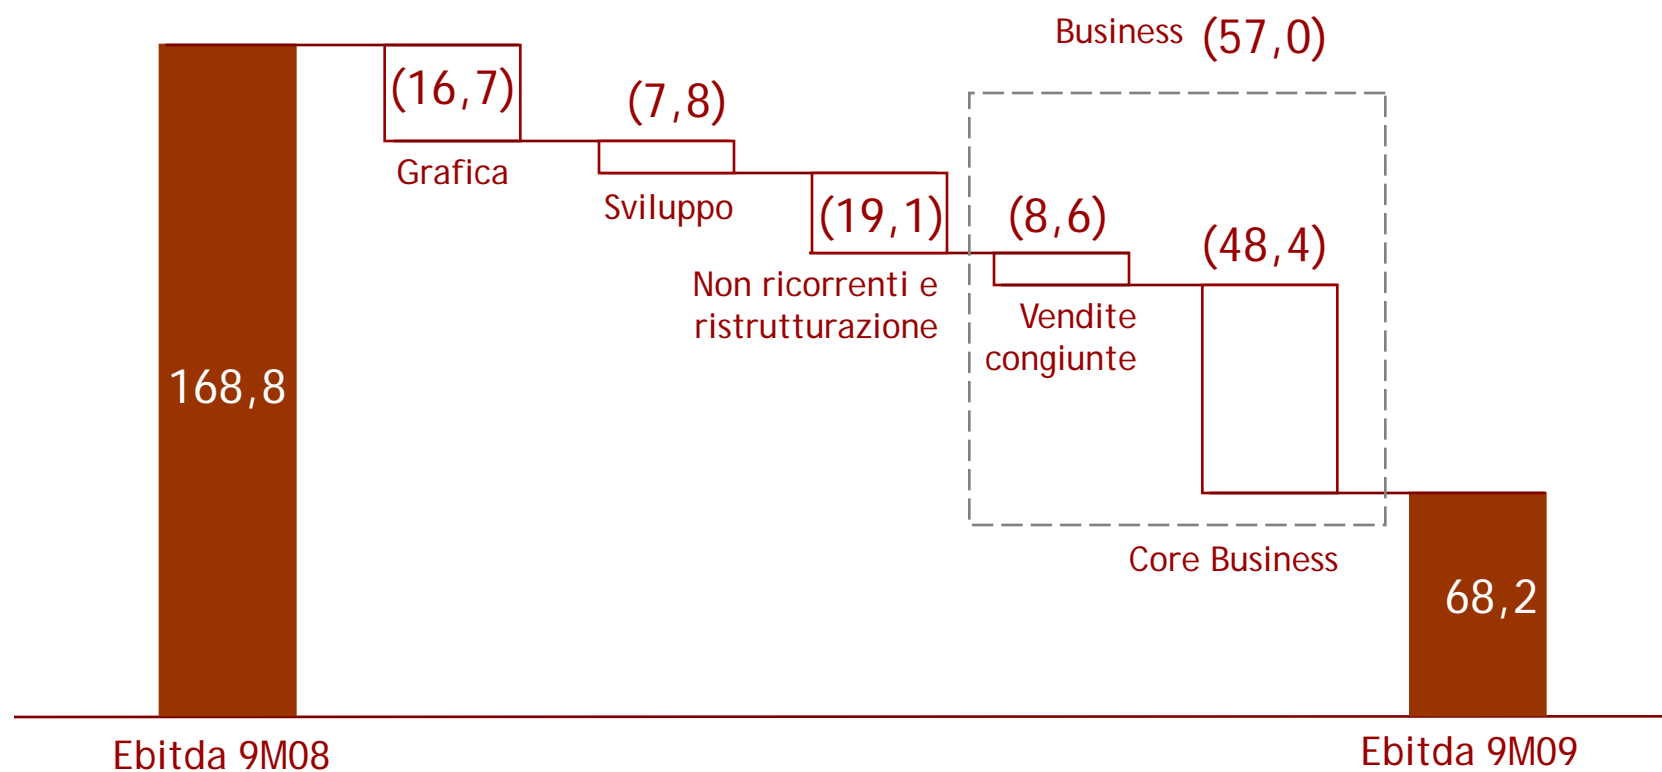 Business (57,0)
(16,7)
(7,8)
Grafica
Sviluppo
(19,1)
(8,6)
(48,4)
Non ricorrenti e
ristrutturazione
Vendite
congiunte
168,8
Core Business
68,2
Ebitda 9M08
Ebitda 9M09